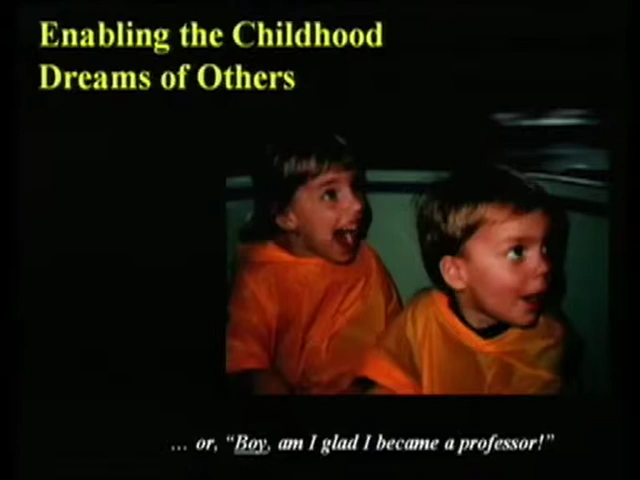 Enabling the Childhood
Dreams of Others
... or, “Boy, am I glad I became a professor!”